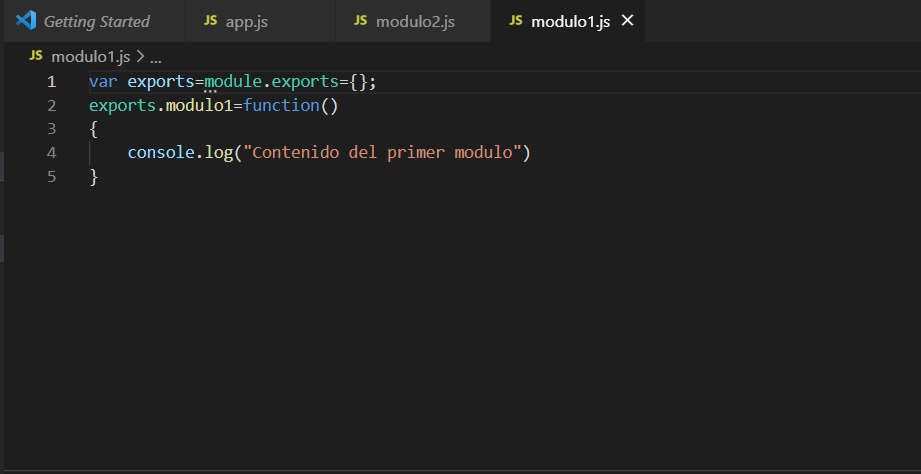 Getting Started JS app.js JS modulo2.js JS modulo1.js
JS modulo1.js > ...
1 var exports=module.exports={};
2 exports.modulo1=function()
3 {
4 console.log("Contenido del primer modulo")
5 }